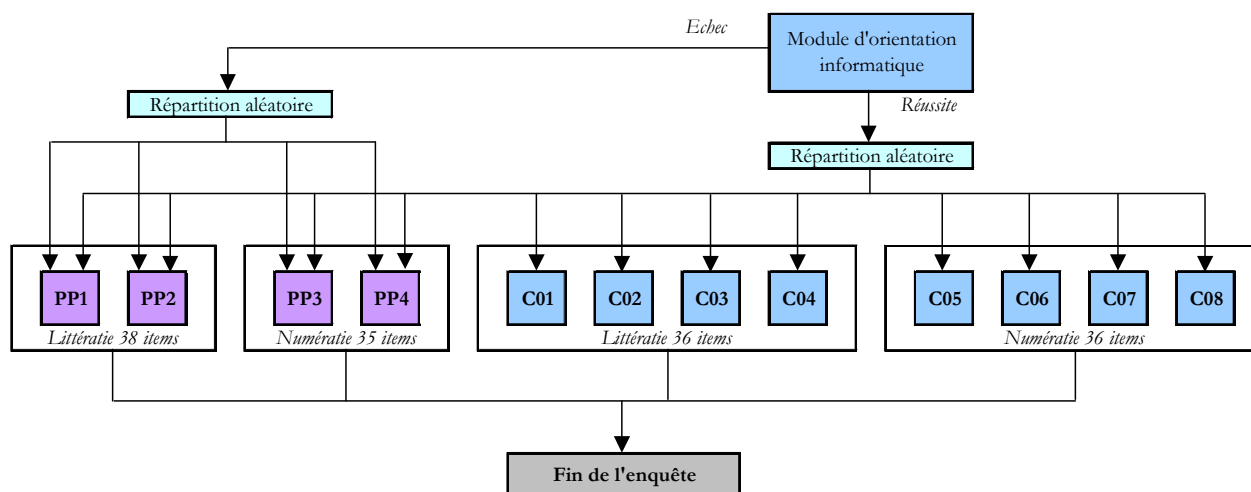 Echec
Module d'orientation
informatique
Répartition aléatoire
Réussite
Répartition aléatoire
PP1 PP2 PP3 PP4 C01 C02 C03 C04 C05 C06 C07 C08
Littératie 38 items Numératie 35 items Littératie 36 items Numératie 36 items
Fin de l'enquête